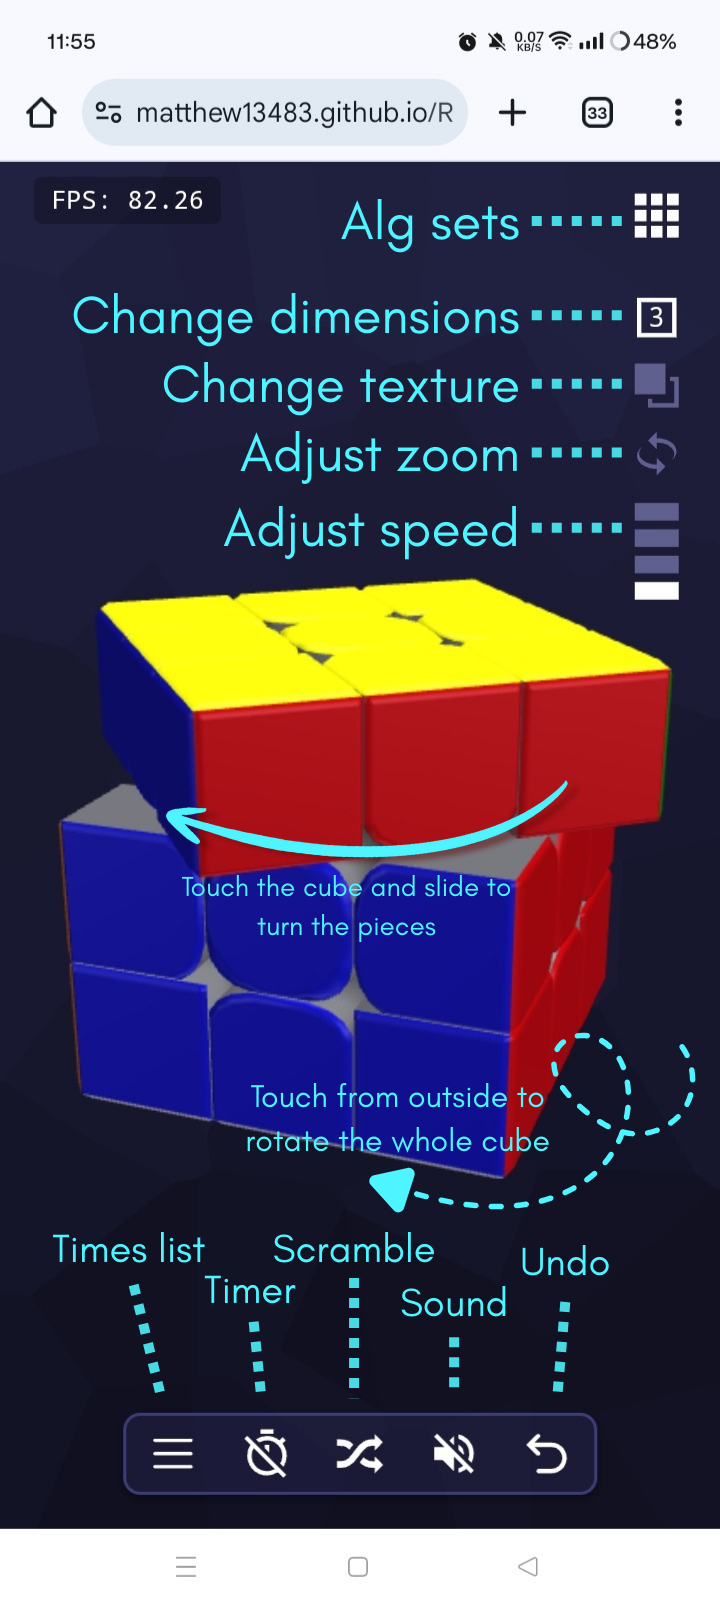 11:55
0.07
KB/S
48%
matthew13483.github.io/R
33
FPS: 82.26
Alg sets
Change dimensions
3
Change texture
Adjust zoom
Adjust speed
Touch the cube and slide to
turn the pieces
Touch from outside to
rotate the whole cube
Times list
Scramble
Undo
Timer
Sound